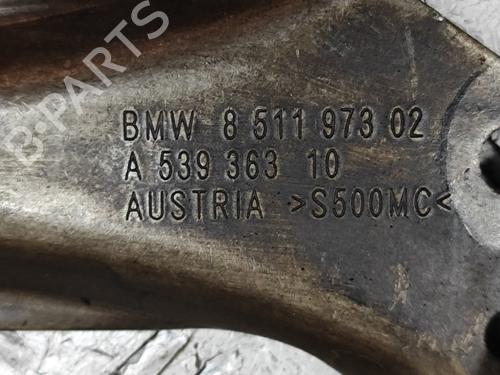 B-PARTS
BMW 8 511 973 02
A 539 363 10
AUSTRIA >S500MC<